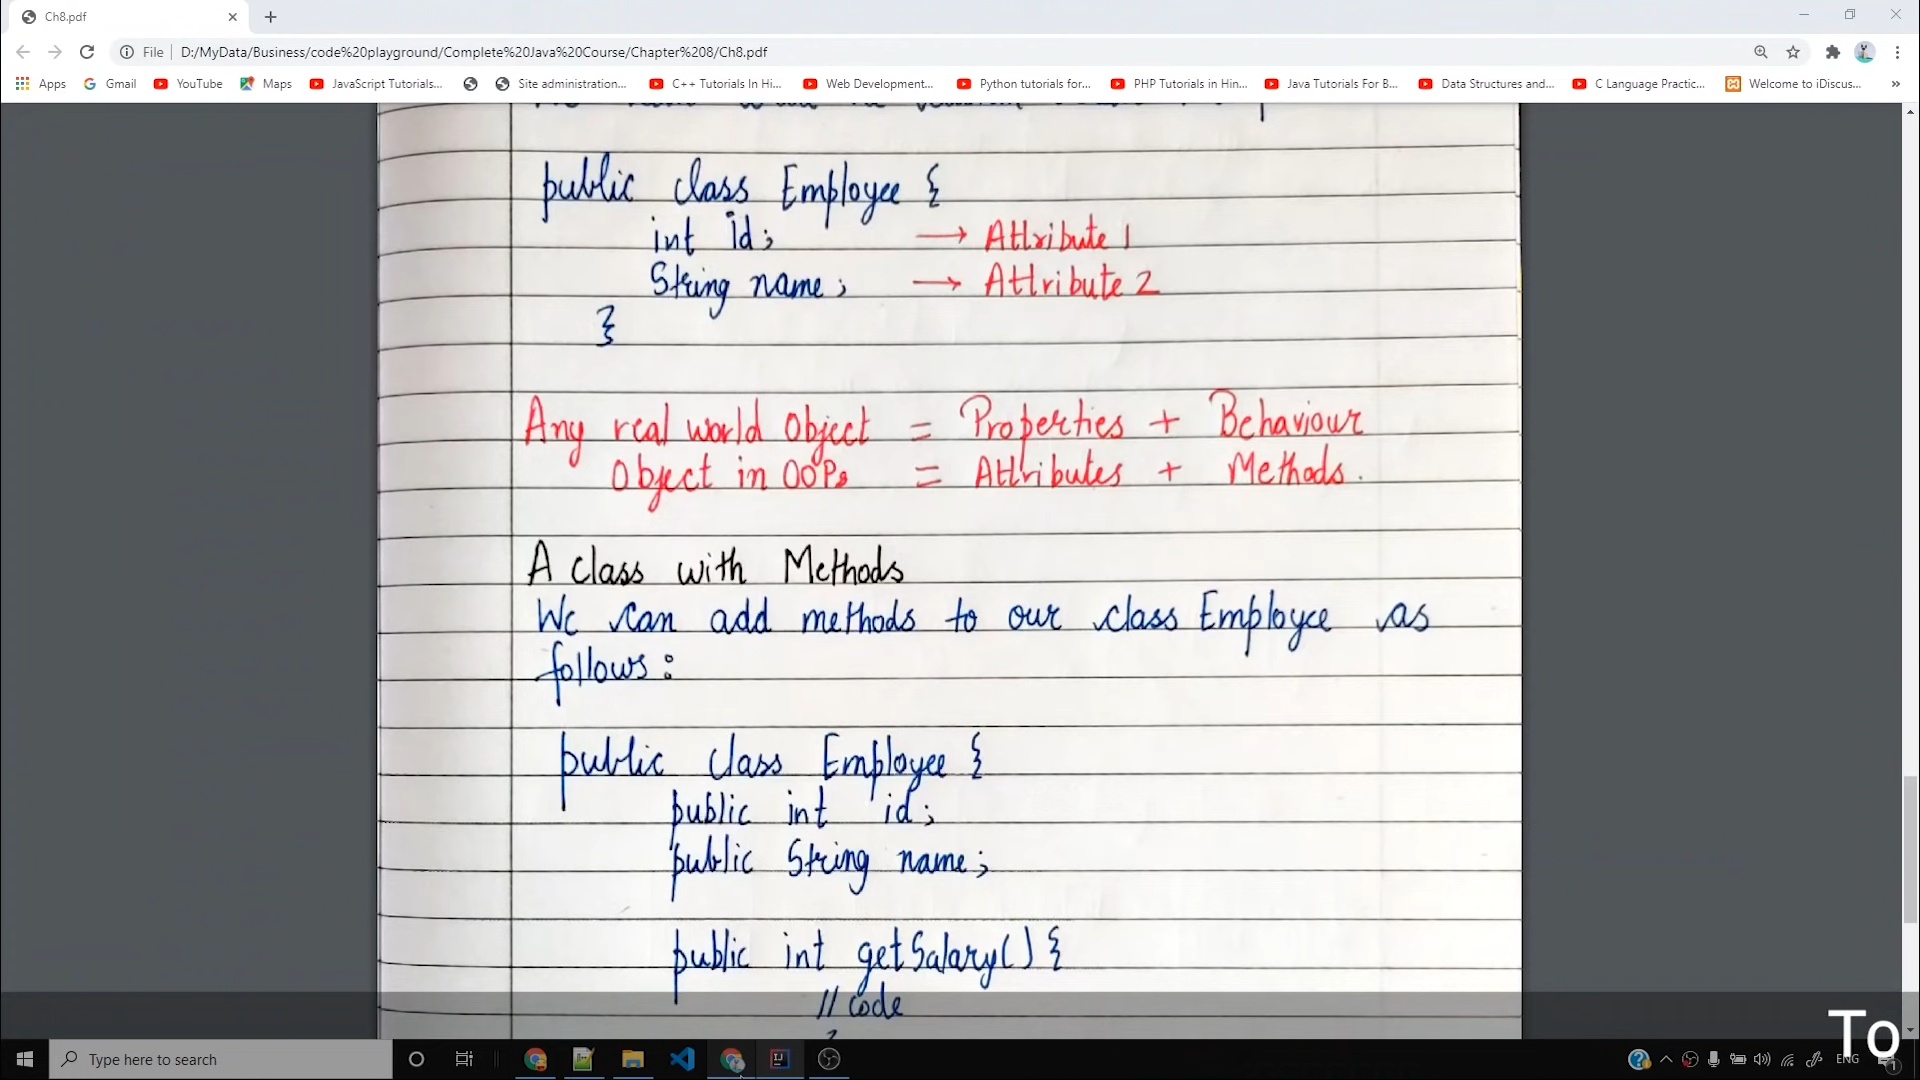 Ch8.pdf
File D:/MyData/Business/code%20playground/Complete%20Java%20Course/Chapter%208/Ch8.pdf
Apps Gmail YouTube Maps JavaScript Tutorials... Site administration... C++ Tutorials In Hi... Web Development... Python tutorials for... PHP Tutorials in Hin... Java Tutorials For B... Data Structures and... C Language Practic... Welcome to iDiscus... »
public class Employee {
int id; → Attribute 1
String name; → Attribute 2
}
Any real world Object = Properties + Behaviour
Object in OOPs = Attributes + Methods.
A class with Methods
We can add methods to our class Employee as
follows:
public class Employee {
public int id;
public String name;
public int getSalary() {
// code
To
Type here to search
ENG
1